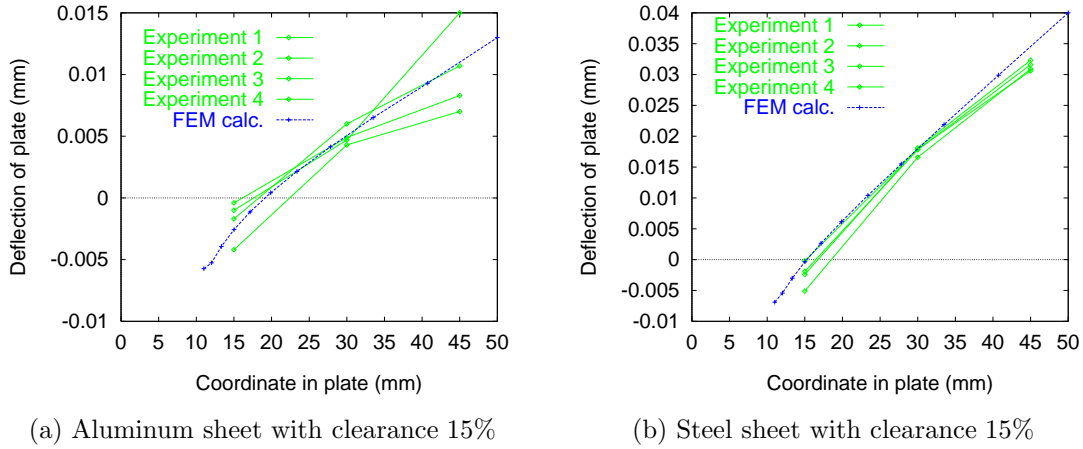 0.015
0.01
0.005
0
-0.005
-0.01
Deflection of plate (mm)
Experiment 1
Experiment 2
Experiment 3
Experiment 4
FEM calc.
0 5 10 15 20 25 30 35 40 45 50
Coordinate in plate (mm)
(a) Aluminum sheet with clearance 15%
0.04
0.035
0.03
0.025
0.02
0.015
0.01
0.005
0
-0.005
-0.01
Deflection of plate (mm)
Experiment 1
Experiment 2
Experiment 3
Experiment 4
FEM calc.
0 5 10 15 20 25 30 35 40 45 50
Coordinate in plate (mm)
(b) Steel sheet with clearance 15%